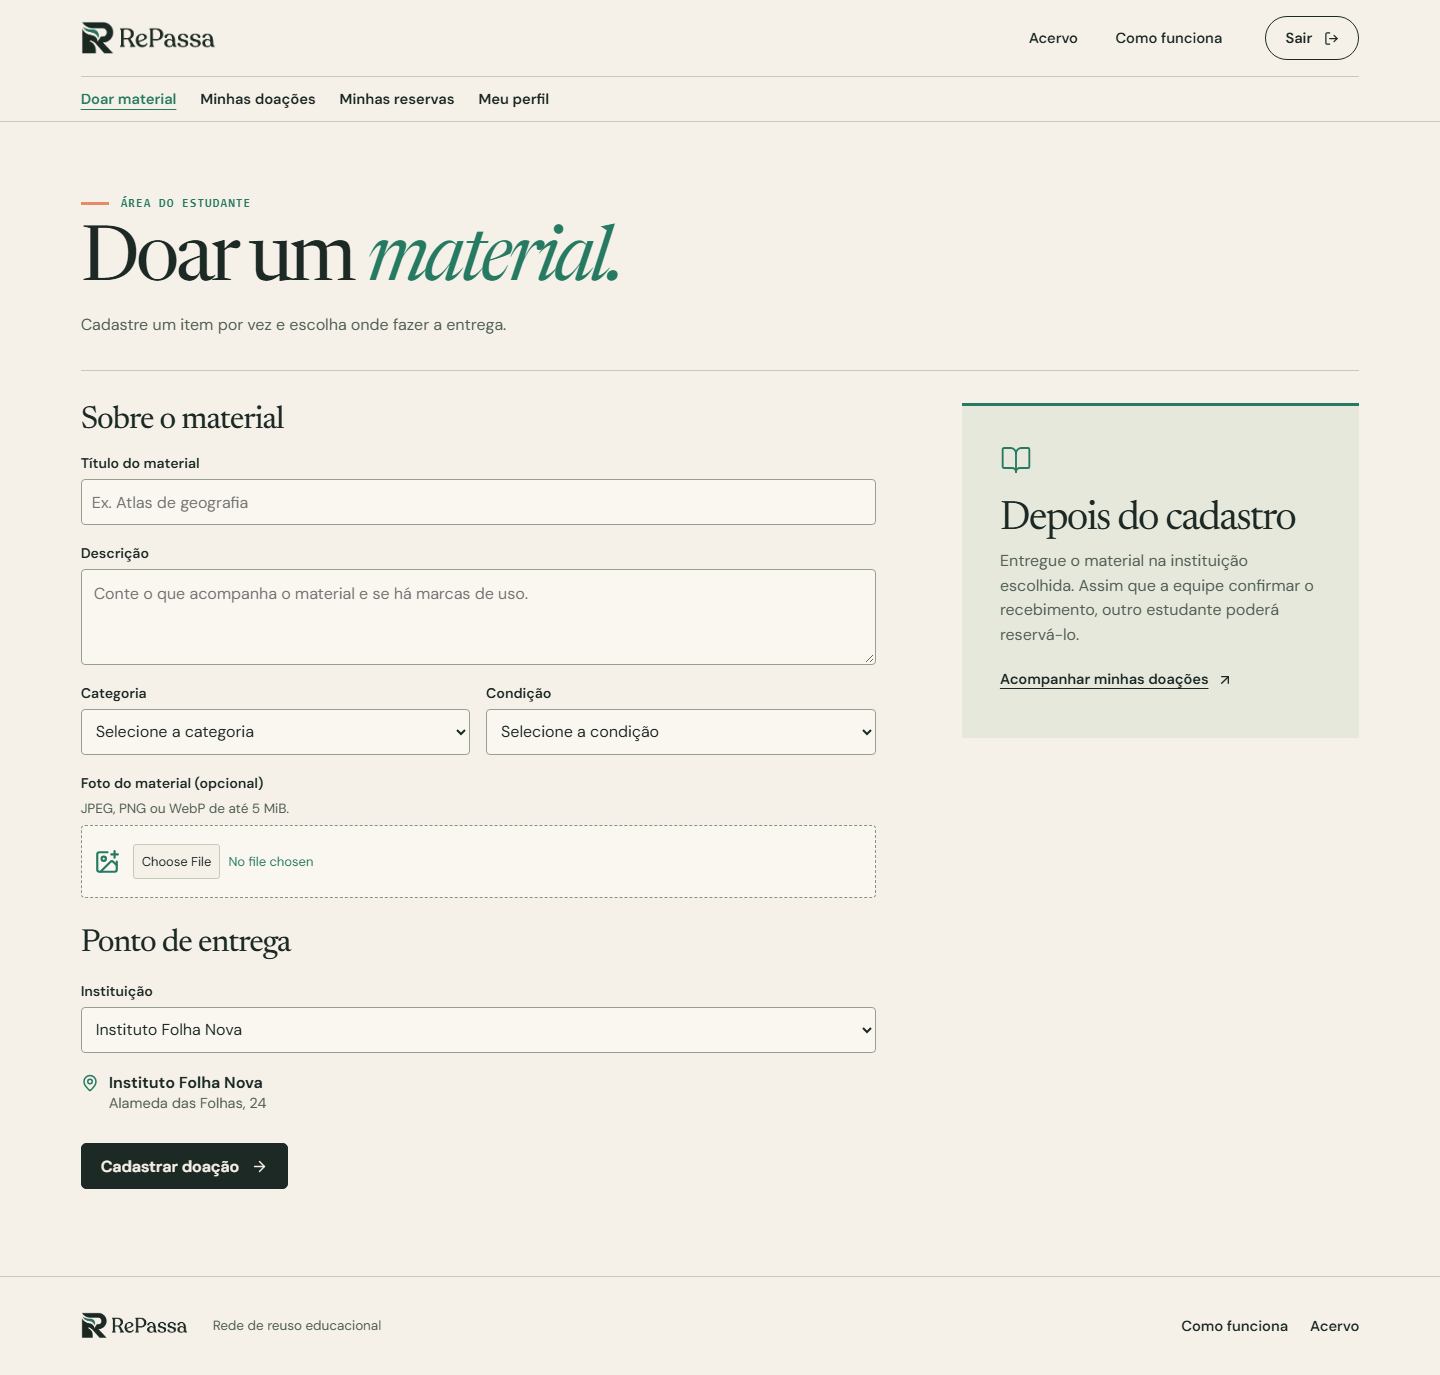 RePassa
Acervo
Como funciona
Sair
Doar material
Minhas doações
Minhas reservas
Meu perfil
ÁREA DO ESTUDANTE
Doar um material.
Cadastre um item por vez e escolha onde fazer a entrega.
Sobre o material
Título do material
Ex. Atlas de geografia
Descrição
Conte o que acompanha o material e se há marcas de uso.
Categoria
Condição
Selecione a categoria
Selecione a condição
Foto do material (opcional)
JPEG, PNG ou WebP de até 5 MiB.
Choose File
No file chosen
Ponto de entrega
Instituição
Instituto Folha Nova
Instituto Folha Nova
Alameda das Folhas, 24
Cadastrar doação
Depois do cadastro
Entregue o material na instituição
escolhida. Assim que a equipe confirmar o
recebimento, outro estudante poderá
reservá-lo.
Acompanhar minhas doações
RePassa
Rede de reuso educacional
Como funciona
Acervo